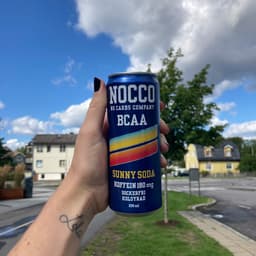 NOCCO
NO CARBS COMPANY
BCAA
SUNNY SODA
KOFFEIN 180 mg
SOCKERFRI
KOLSYRAD
330 ml